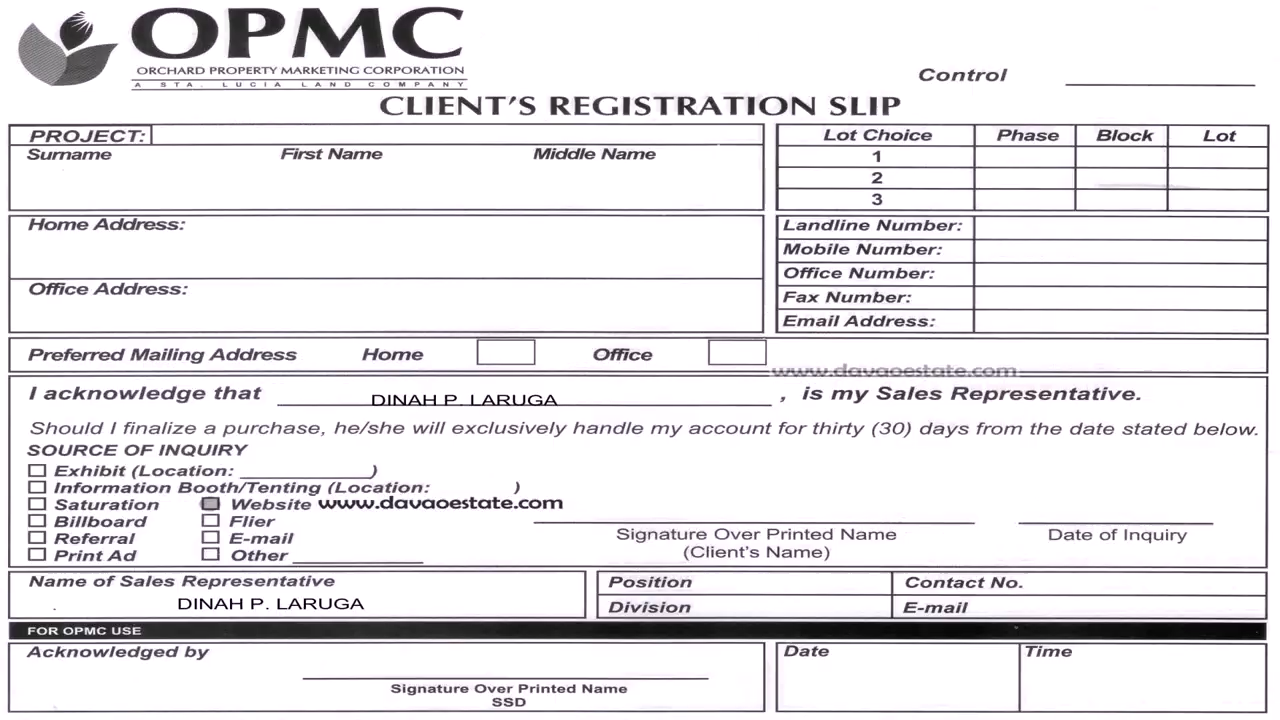 OPMC
ORCHARD PROPERTY MARKETING CORPORATION
A STA. LUCIA LAND COMPANY
Control
CLIENT'S REGISTRATION SLIP
PROJECT:
Surname First Name Middle Name
Lot Choice Phase Block Lot
1
2
3
Home Address:
Office Address:
Landline Number:
Mobile Number:
Office Number:
Fax Number:
Email Address:
Preferred Mailing Address Home Office
www.davaoestate.com
I acknowledge that DINAH P. LARUGA , is my Sales Representative.
Should I finalize a purchase, he/she will exclusively handle my account for thirty (30) days from the date stated below.
SOURCE OF INQUIRY
Exhibit (Location: ____________)
Information Booth/Tenting (Location: )
Saturation Website www.davaoestate.com
Billboard Flier
Referral E-mail
Print Ad Other ____________
Signature Over Printed Name
(Client's Name)
Date of Inquiry
Name of Sales Representative
DINAH P. LARUGA
Position Contact No.
Division E-mail
FOR OPMC USE
Acknowledged by
Signature Over Printed Name
SSD
Date Time